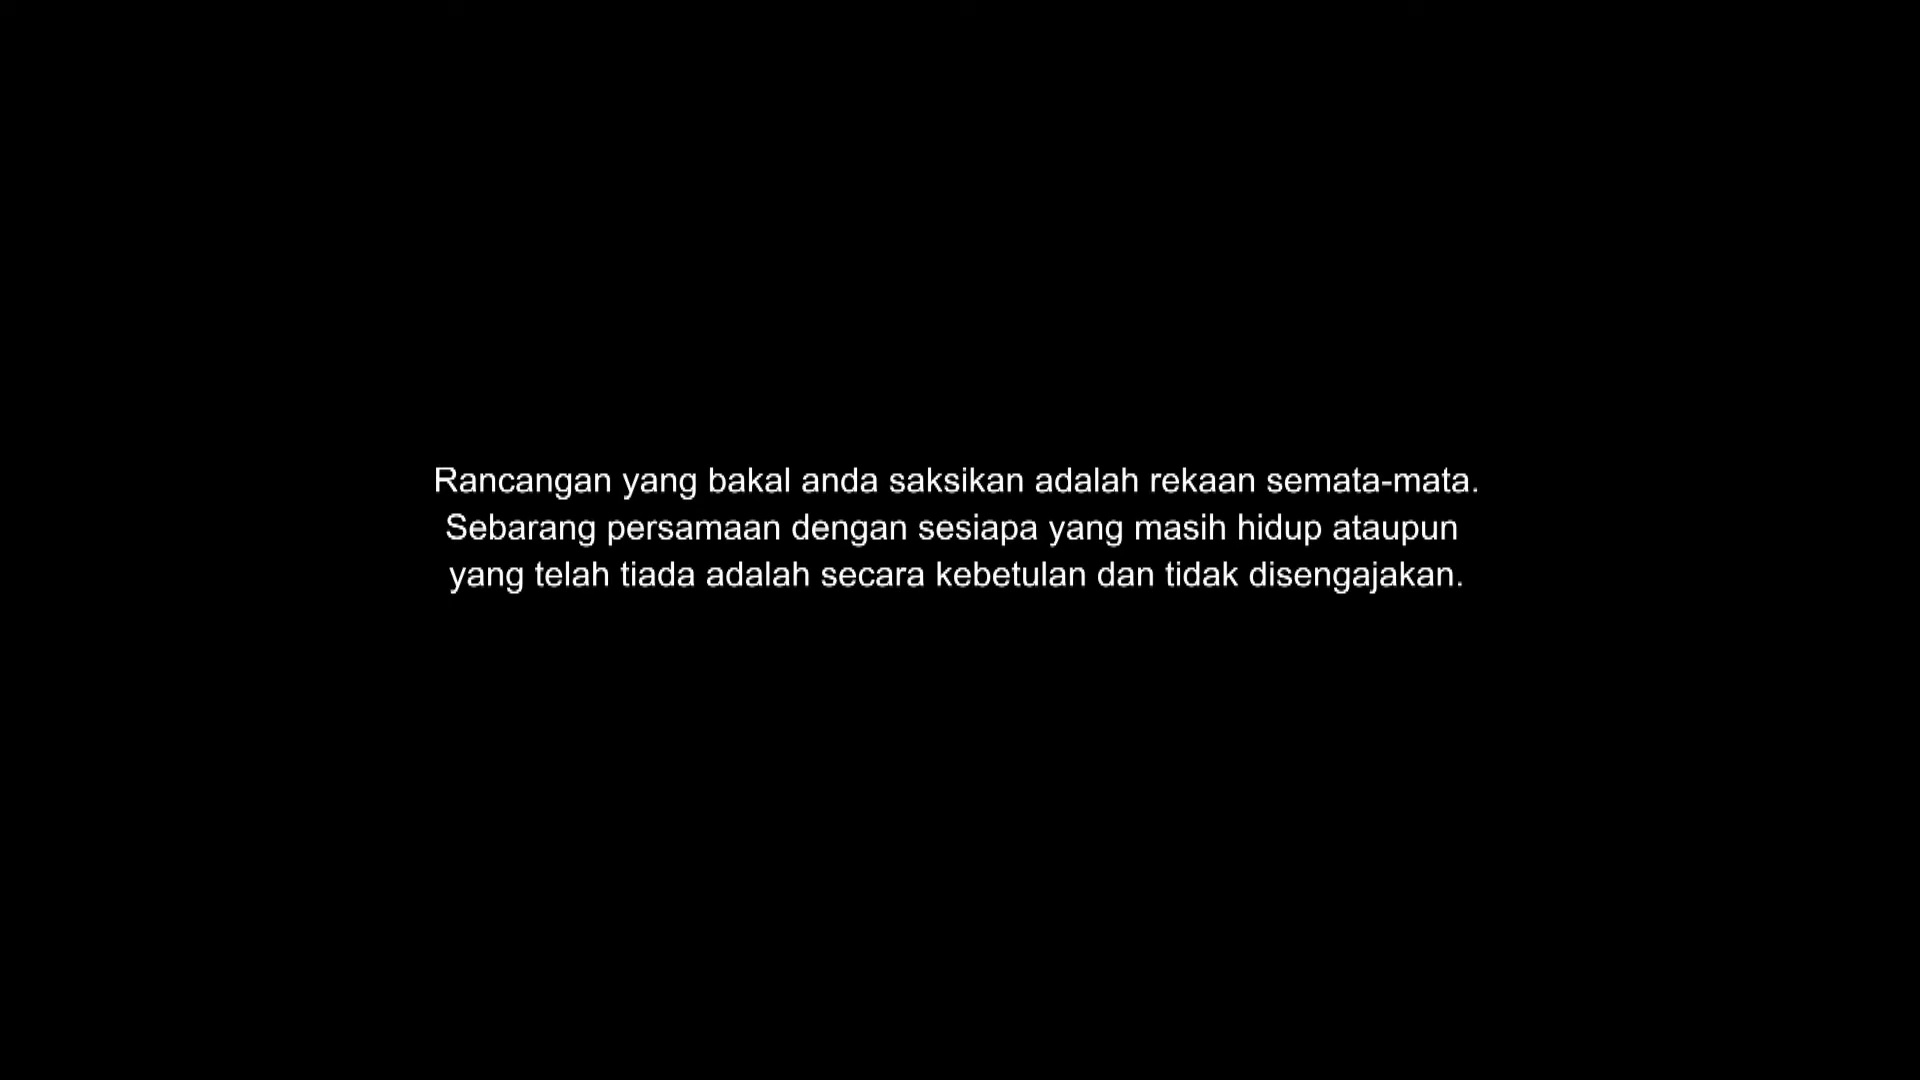 Rancangan yang bakal anda saksikan adalah rekaan semata-mata.
Sebarang persamaan dengan sesiapa yang masih hidup ataupun
yang telah tiada adalah secara kebetulan dan tidak disengajakan.